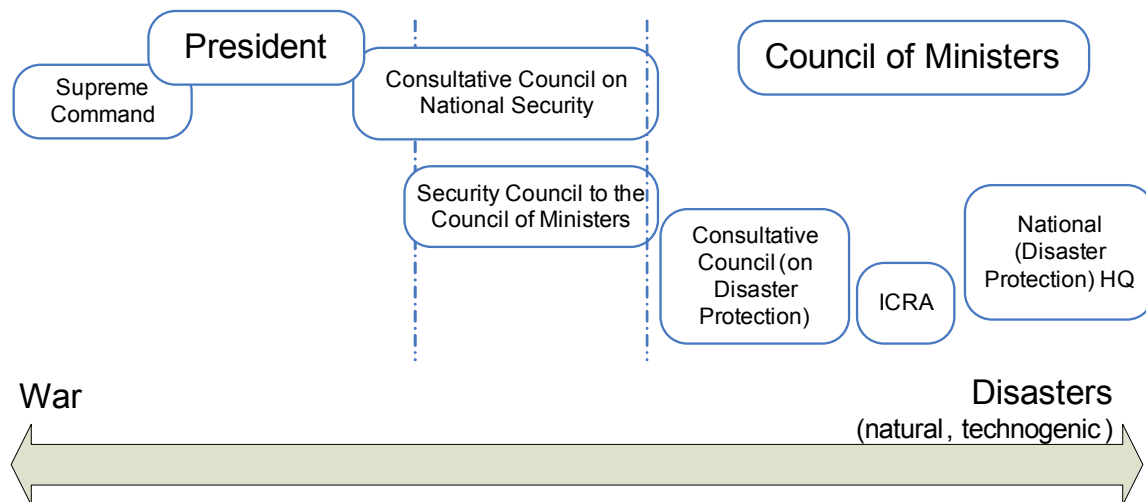 President
Supreme
Command
Consultative Council on
National Security
Council of Ministers
Security Council to the
Council of Ministers
Consultative
Council (on
Disaster
Protection)
ICRA
National
(Disaster
Protection) HQ
War
Disasters
(natural, technogenic)